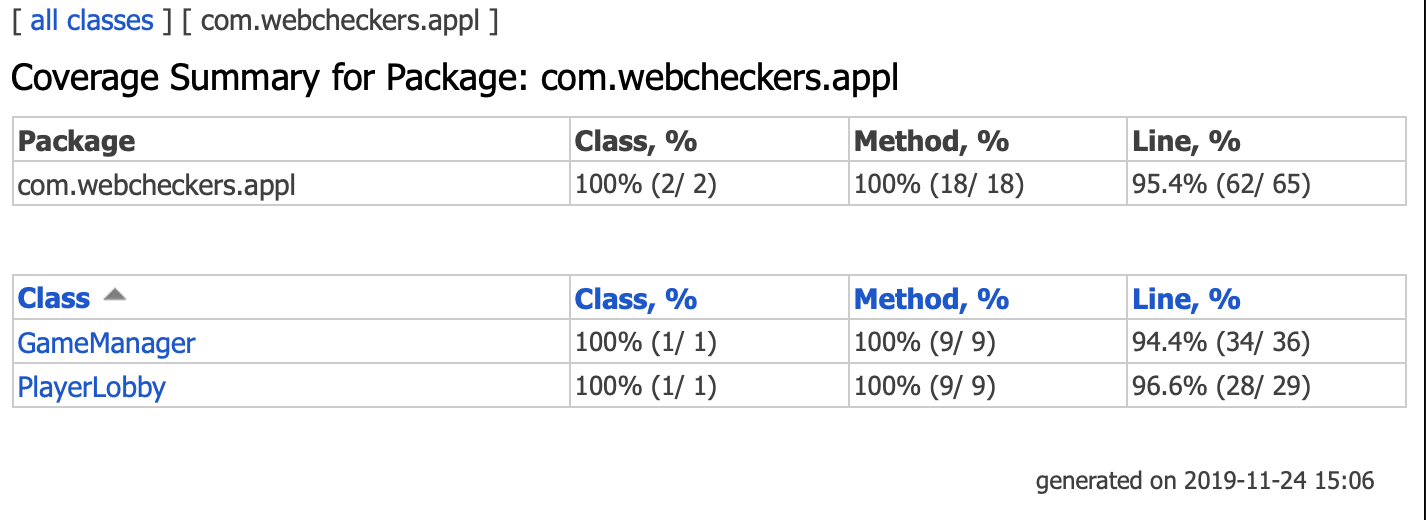 [ all classes ] [ com.webcheckers.appl ]
Coverage Summary for Package: com.webcheckers.appl
Package Class, % Method, % Line, %
com.webcheckers.appl 100% (2/ 2) 100% (18/ 18) 95.4% (62/ 65)
Class Class, % Method, % Line, %
GameManager 100% (1/ 1) 100% (9/ 9) 94.4% (34/ 36)
PlayerLobby 100% (1/ 1) 100% (9/ 9) 96.6% (28/ 29)
generated on 2019-11-24 15:06